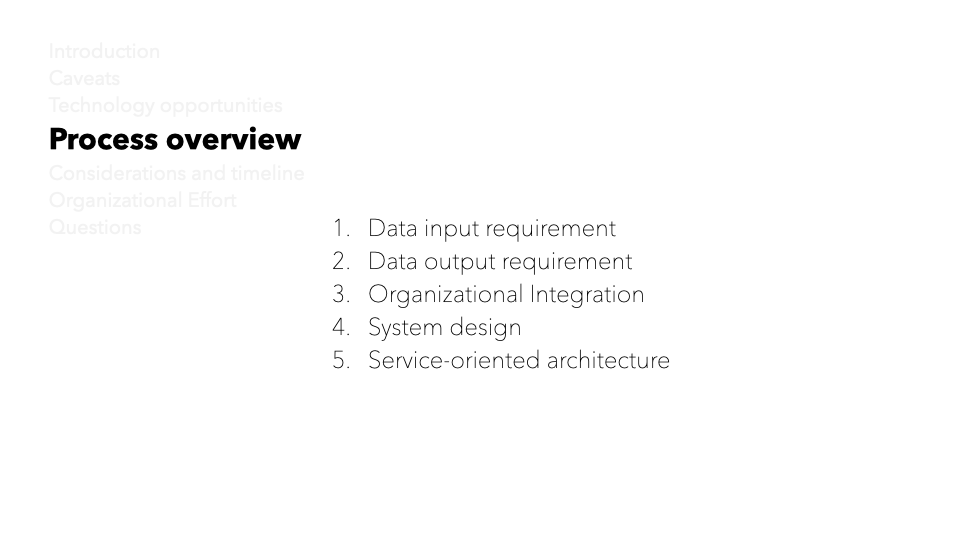 Introduction
Caveats
Technology opportunities
Process overview
Considerations and timeline
Organizational Effort
Questions
1. Data input requirement
2. Data output requirement
3. Organizational Integration
4. System design
5. Service-oriented architecture